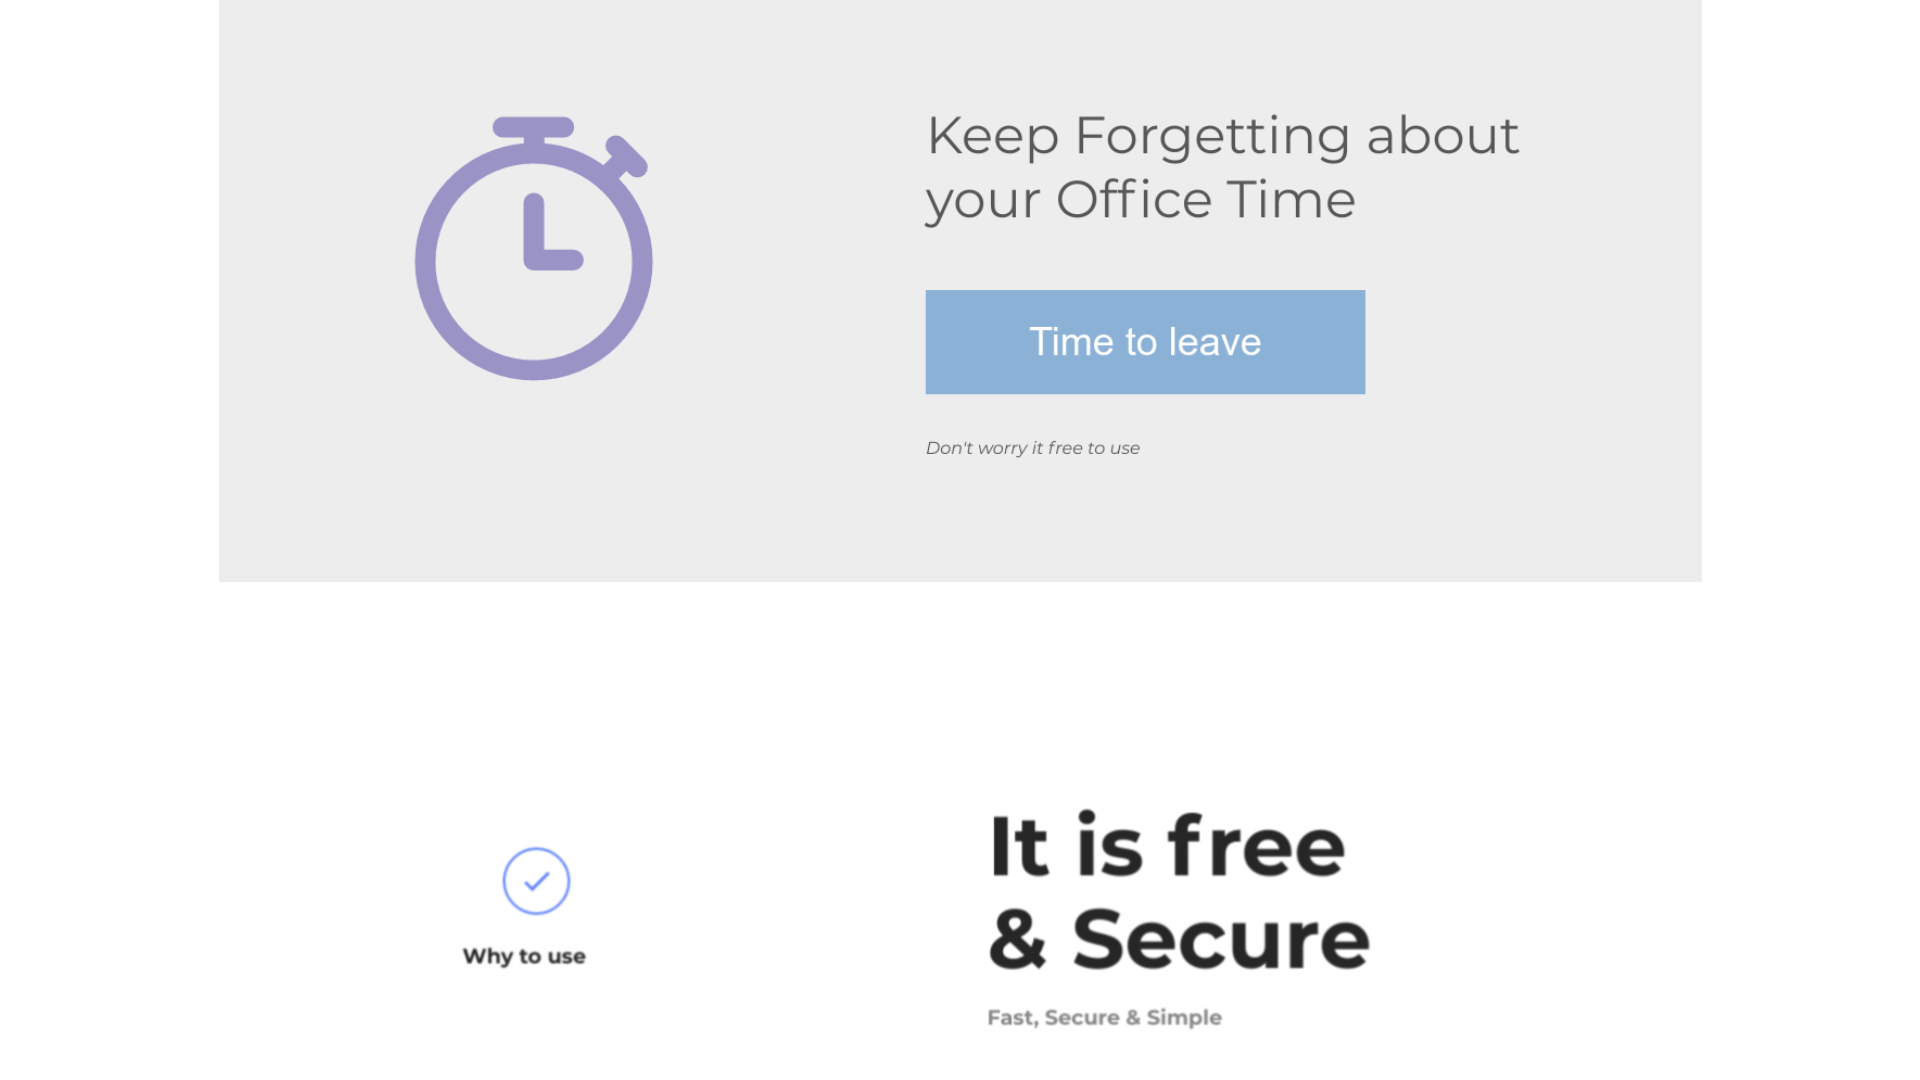 Keep Forgetting about
your Office Time
Time to leave
Don't worry it free to use
It is free
& Secure
Why to use
Fast, Secure & Simple